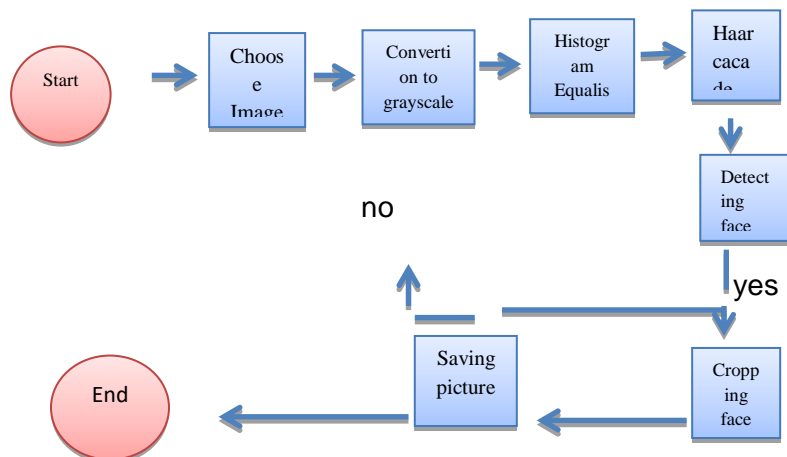 Start
Choos
e
Image
Converti
on to
grayscale
Histogr
am
Equalis
Haar
caca
de
Detect
ing
face
no
yes
Cropp
ing
face
Saving
picture
End